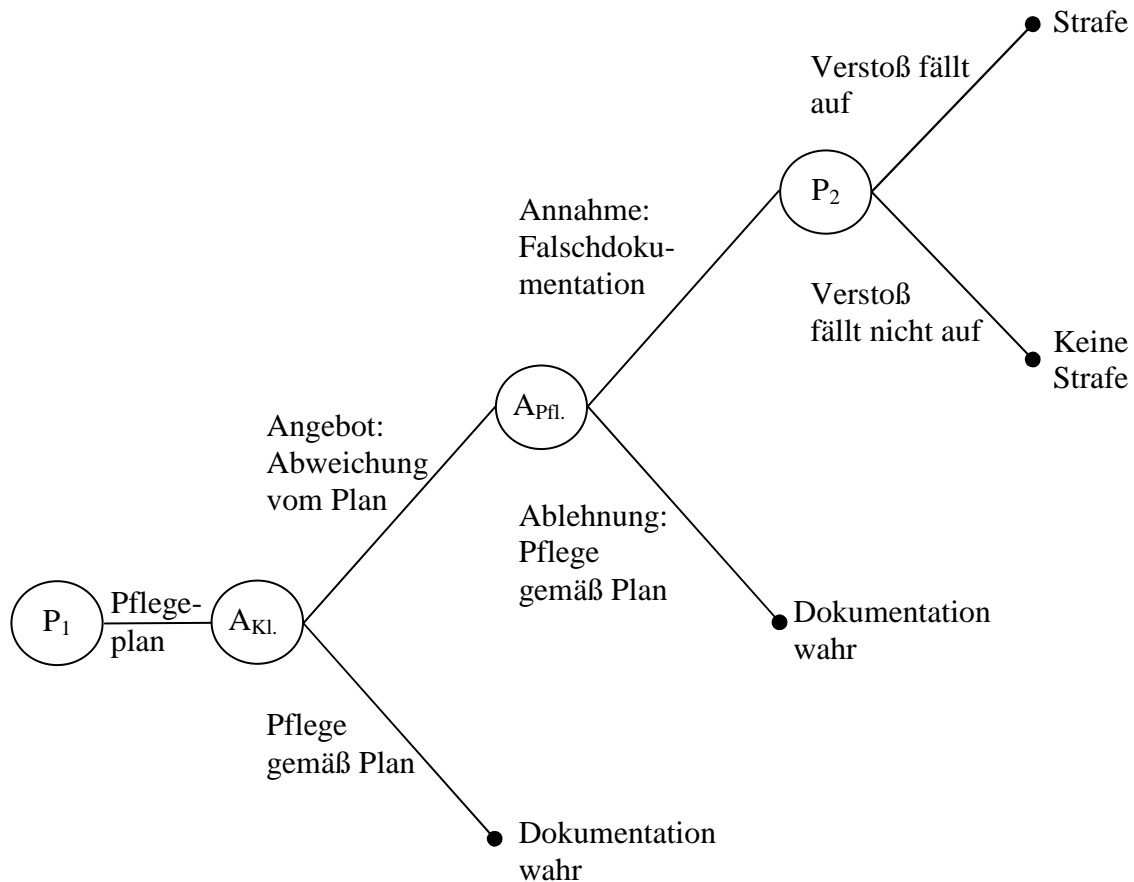 Strafe
Verstoß fällt
auf
P2
Annahme:
Falschdoku-
mentation
Verstoß
fällt nicht auf
Keine
Strafe
APfl.
Angebot:
Abweichung
vom Plan
Ablehnung:
Pflege
gemäß Plan
P1
Pflege-
plan
AKl.
Dokumentation
wahr
Pflege
gemäß Plan
Dokumentation
wahr